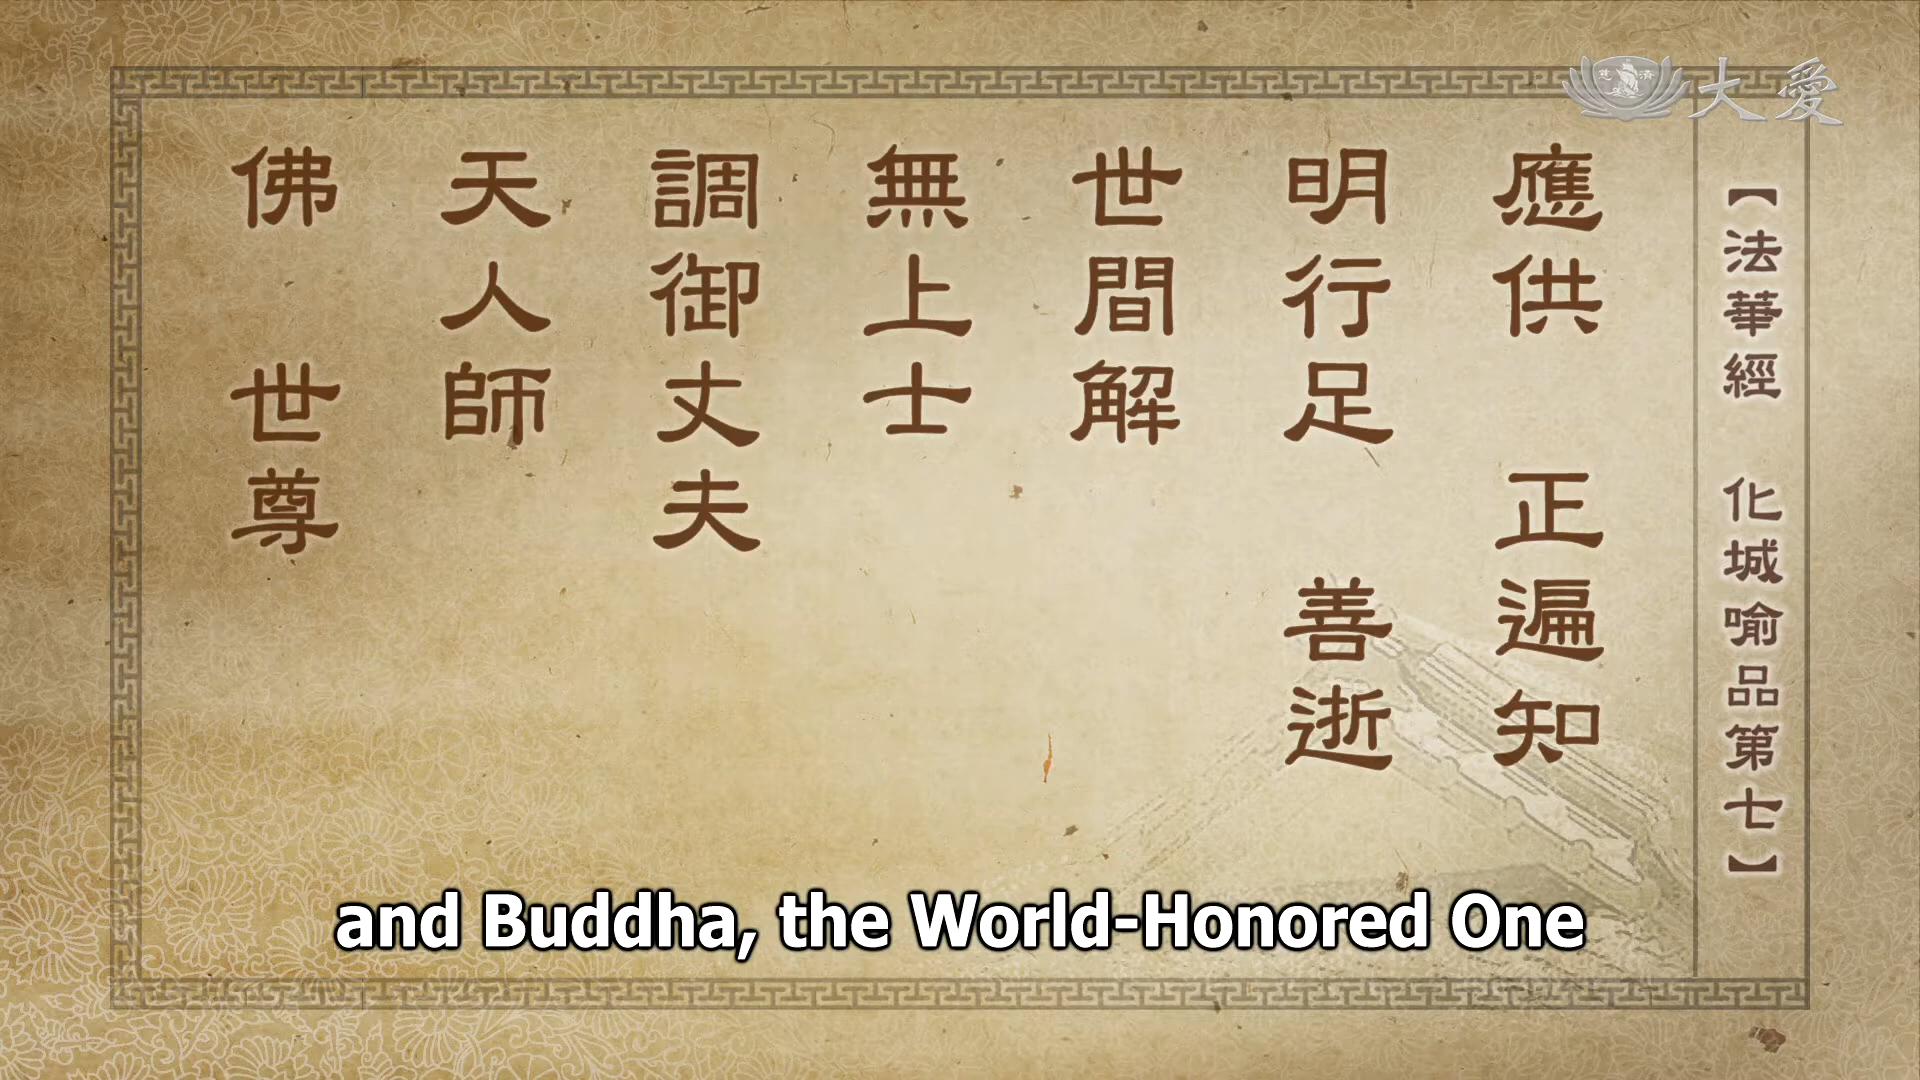 大愛
慈濟
【法華經 化城喻品第七】
應供 正遍知
明行足 善逝
世間解
無上士
調御丈夫
天人師
佛 世尊
and Buddha, the World-Honored One